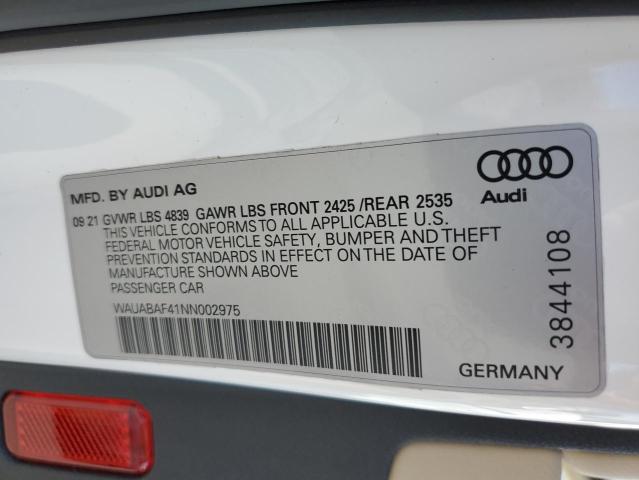 MFD. BY AUDI AG
Audi
09 21 GVWR LBS 4839 GAWR LBS FRONT 2425 /REAR 2535
THIS VEHICLE CONFORMS TO ALL APPLICABLE U.S.
FEDERAL MOTOR VEHICLE SAFETY, BUMPER AND THEFT
PREVENTION STANDARDS IN EFFECT ON THE DATE OF
MANUFACTURE SHOWN ABOVE
PASSENGER CAR
WAUABAF41NN002975
3844108
GERMANY